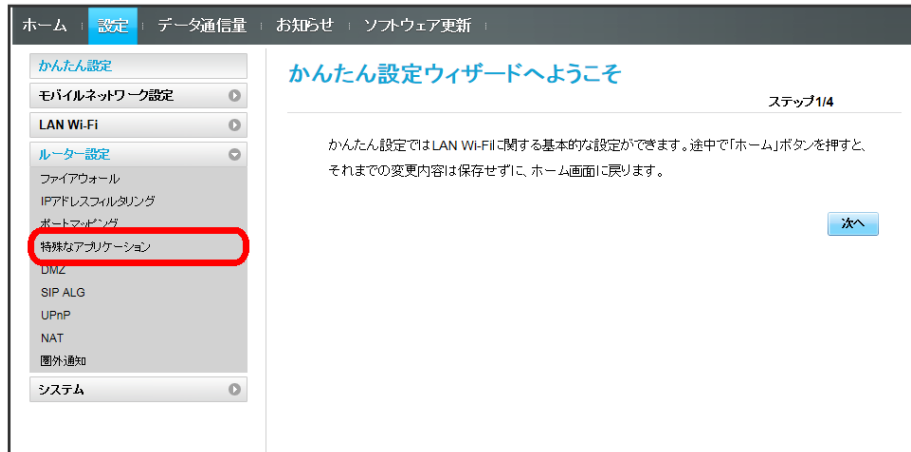 ホーム 設定 データ通信量 お知らせ ソフトウェア更新
かんたん設定
モバイルネットワーク設定
LAN Wi-Fi
ルーター設定
ファイアウォール
IPアドレスフィルタリング
ポートマッピング
特殊なアプリケーション
DMZ
SIP ALG
UPnP
NAT
圏外通知
システム
かんたん設定ウィザードへようこそ
ステップ1/4
かんたん設定ではLAN Wi-Fiに関する基本的な設定ができます。途中で「ホーム」ボタンを押すと、
それまでの変更内容は保存せずに、ホーム画面に戻ります。
次へ